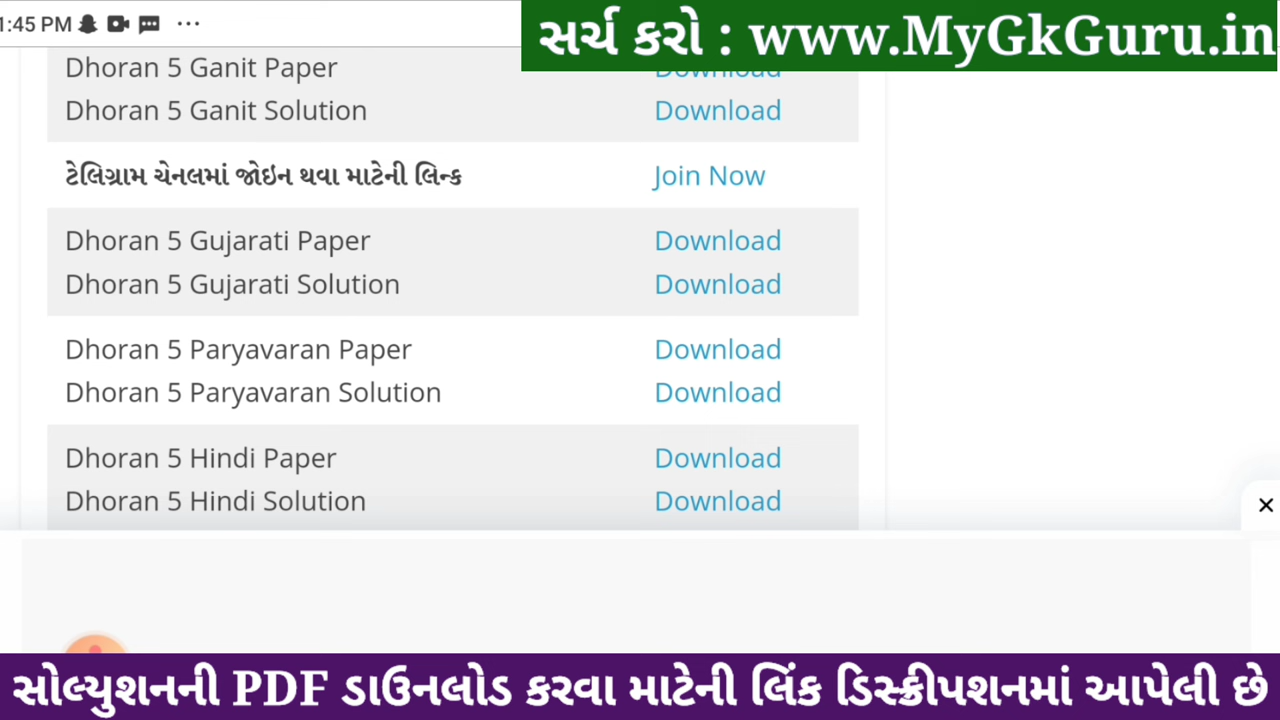 1:45 PM
સર્ચ કરો : www.MyGkGuru.in
Dhoran 5 Ganit Paper Download
Dhoran 5 Ganit Solution Download
ટેલિગ્રામ ચેનલમાં જોઇન થવા માટેની લિન્ક Join Now
Dhoran 5 Gujarati Paper Download
Dhoran 5 Gujarati Solution Download
Dhoran 5 Paryavaran Paper Download
Dhoran 5 Paryavaran Solution Download
Dhoran 5 Hindi Paper Download
Dhoran 5 Hindi Solution Download
સોલ્યુશનની PDF ડાઉનલોડ કરવા માટેની લિંક ડિસ્ક્રીપશનમાં આપેલી છે